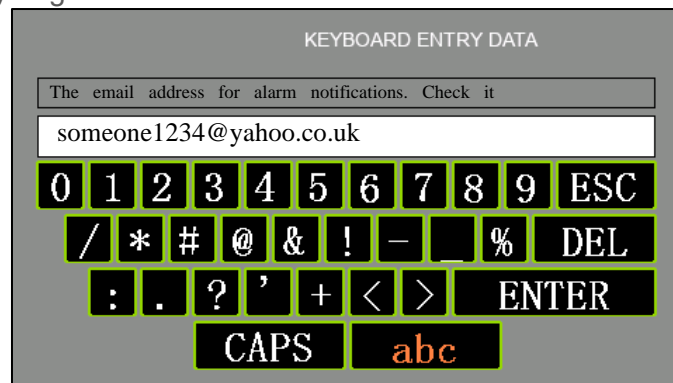 KEYBOARD ENTRY DATA
The email address for alarm notifications. Check it
someone1234@yahoo.co.uk
0 1 2 3 4 5 6 7 8 9 ESC
/ * # @ & ! - _ % DEL
: . ? ' + < > ENTER
CAPS abc